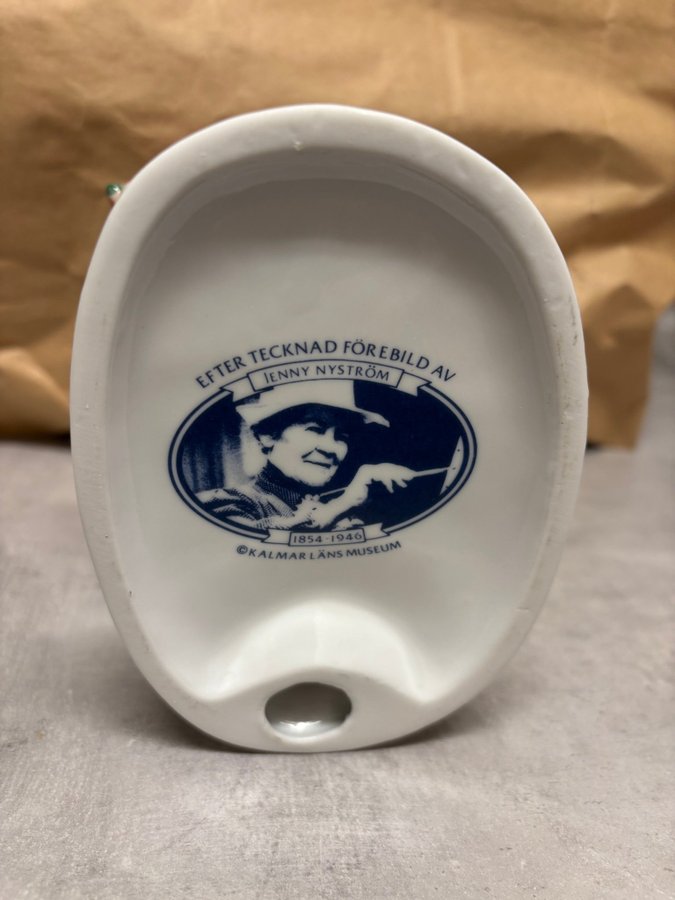 EFTER TECKNAD FÖREBILD AV
JENNY NYSTRÖM
1854-1946
©KALMAR LÄNS MUSEUM